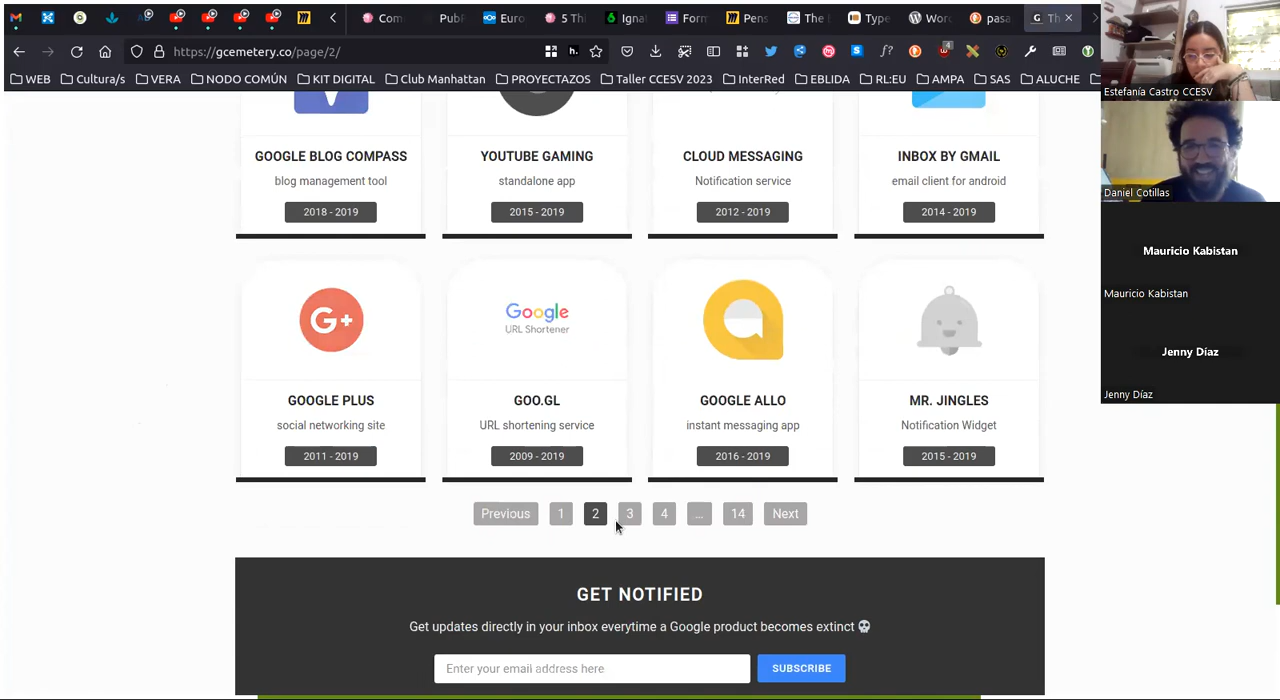 Com
PubF
Euro
5 Thi
Igna
Form
Pens
The E
Type
Word
pasa
Th
https://gcemetery.co/page/2/
WEB
Cultura/s
VERA
NODO COMÚN
KIT DIGITAL
Club Manhattan
PROYECTAZOS
Taller CCESV 2023
InterRed
EBLIDA
RL:EU
AMPA
SAS
ALUCHE
Estefanía Castro CCESV
Daniel Cotillas
Mauricio Kabistan
Mauricio Kabistan
Jenny Díaz
Jenny Díaz
GOOGLE BLOG COMPASS
blog management tool
2018 - 2019
YOUTUBE GAMING
standalone app
2015 - 2019
CLOUD MESSAGING
Notification service
2012 - 2019
INBOX BY GMAIL
email client for android
2014 - 2019
G+
GOOGLE PLUS
social networking site
2011 - 2019
Google
URL Shortener
GOO.GL
URL shortening service
2009 - 2019
GOOGLE ALLO
instant messaging app
2016 - 2019
MR. JINGLES
Notification Widget
2015 - 2019
Previous 1 2 3 4 ... 14 Next
GET NOTIFIED
Get updates directly in your inbox everytime a Google product becomes extinct 💀
Enter your email address here
SUBSCRIBE